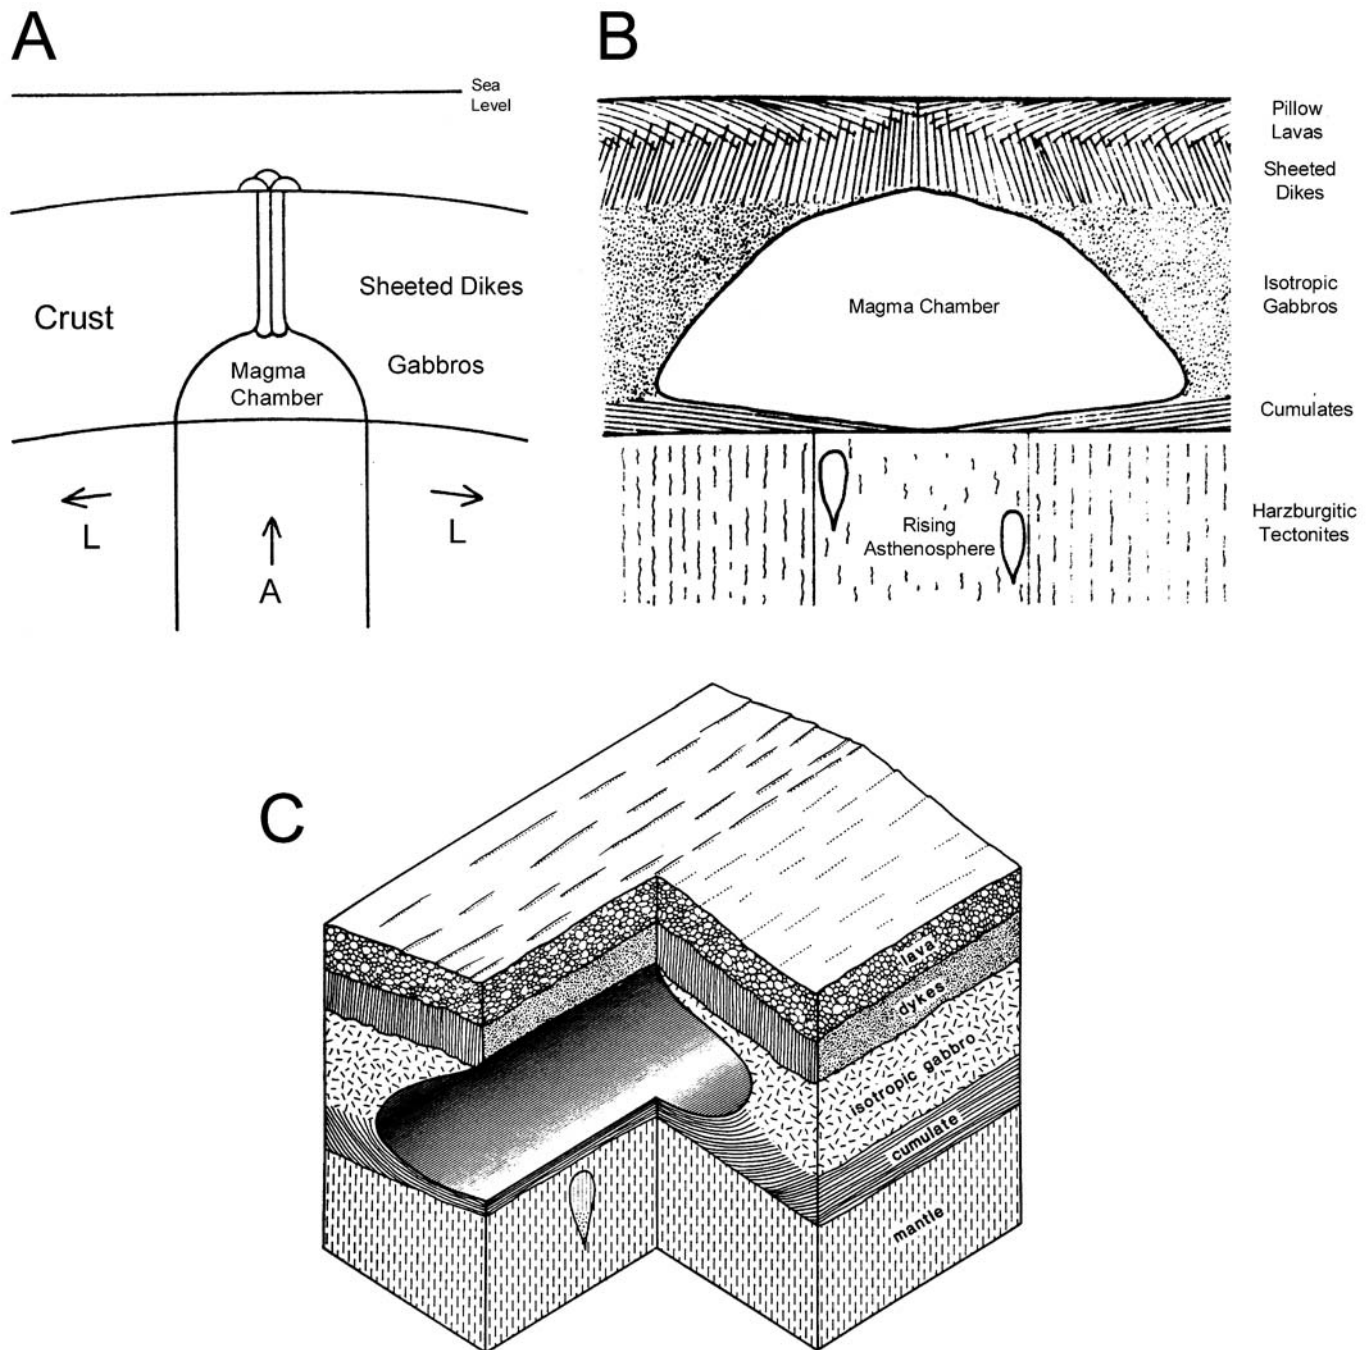 A
Sea
Level
Crust
Sheeted Dikes
Gabbros
Magma
Chamber
L
L
A
B
Pillow
Lavas
Sheeted
Dikes
Magma Chamber
Isotropic
Gabbros
Cumulates
Rising
Asthenosphere
Harzburgitic
Tectonites
C
lava
dykes
isotropic gabbro
cumulate
mantle